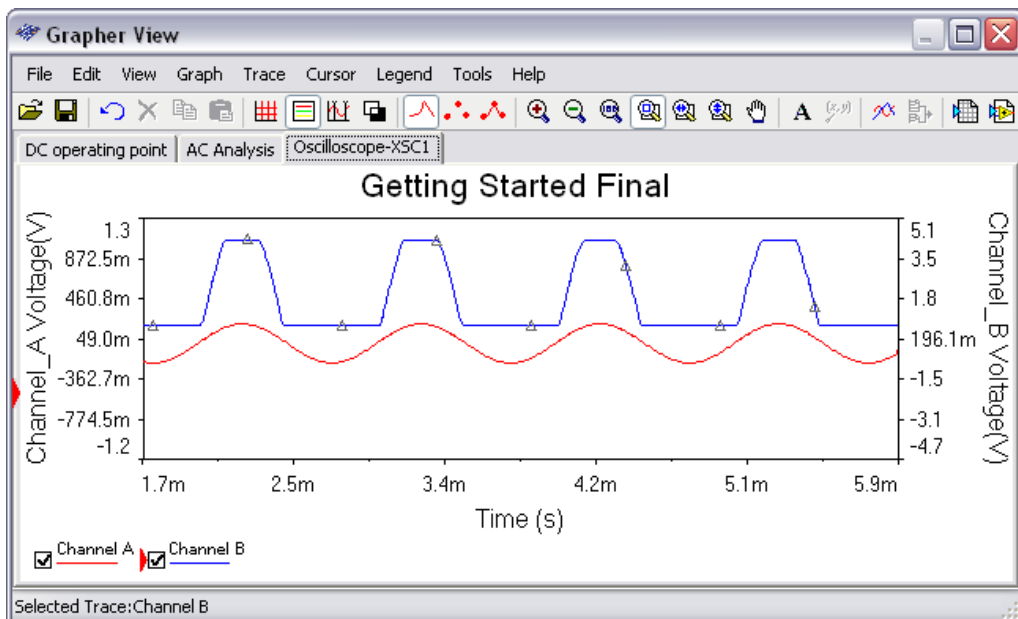 Grapher View
File Edit View Graph Trace Cursor Legend Tools Help
A (x,y)
DC operating point AC Analysis Oscilloscope-XSC1
Getting Started Final
Channel_A Voltage(V)
1.3
872.5m
460.8m
49.0m
-362.7m
-774.5m
-1.2
5.1
3.5
1.8
196.1m
-1.5
-3.1
-4.7
Channel_B Voltage(V)
1.7m 2.5m 3.4m 4.2m 5.1m 5.9m
Time (s)
Channel A Channel B
Selected Trace:Channel B